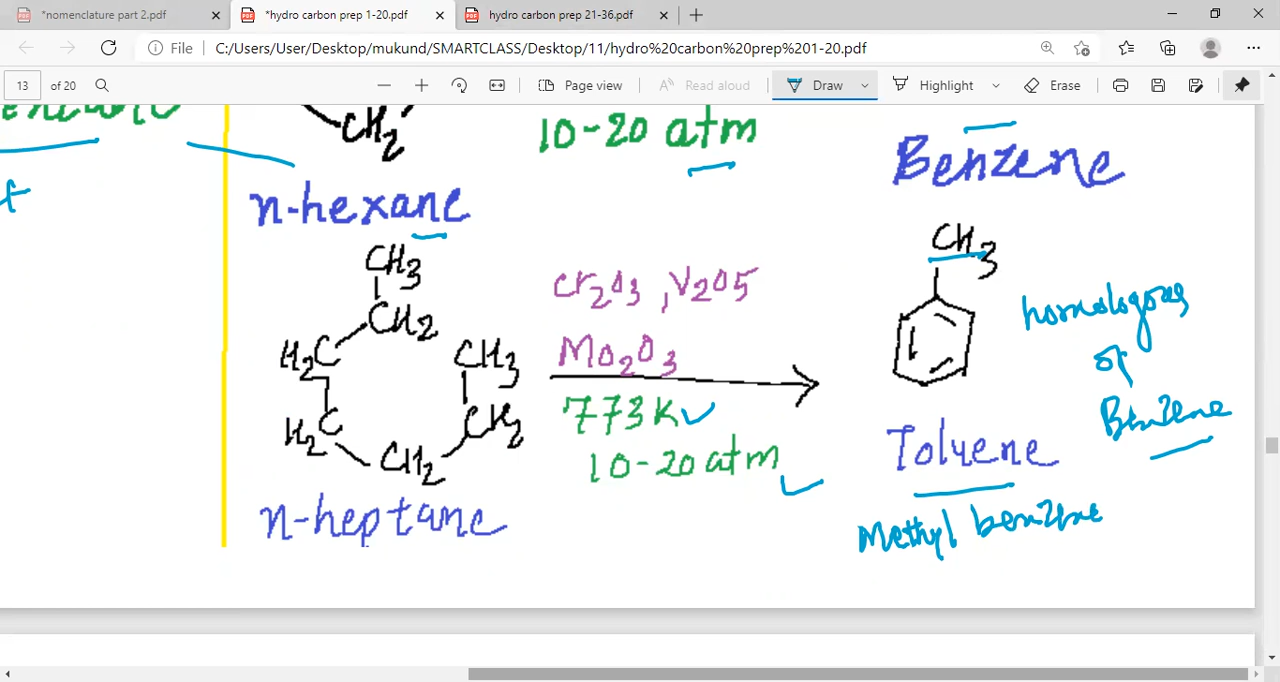 *nomenclature part 2.pdf
*hydro carbon prep 1-20.pdf
hydro carbon prep 21-36.pdf
File
C:/Users/User/Desktop/mukund/SMARTCLASS/Desktop/11/hydro%20carbon%20prep%201-20.pdf
13 of 20
Page view
Read aloud
Draw
Highlight
Erase
CH2
10-20 atm
Benzene
n-hexane
CH3
CH2
H2C
CH3
H2C
CH2
CH2
n-heptane
Cr2O3, V2O5
Mo2O3
773K
10-20 atm
CH3
homologous
of
Benzene
Toluene
Methyl benzene